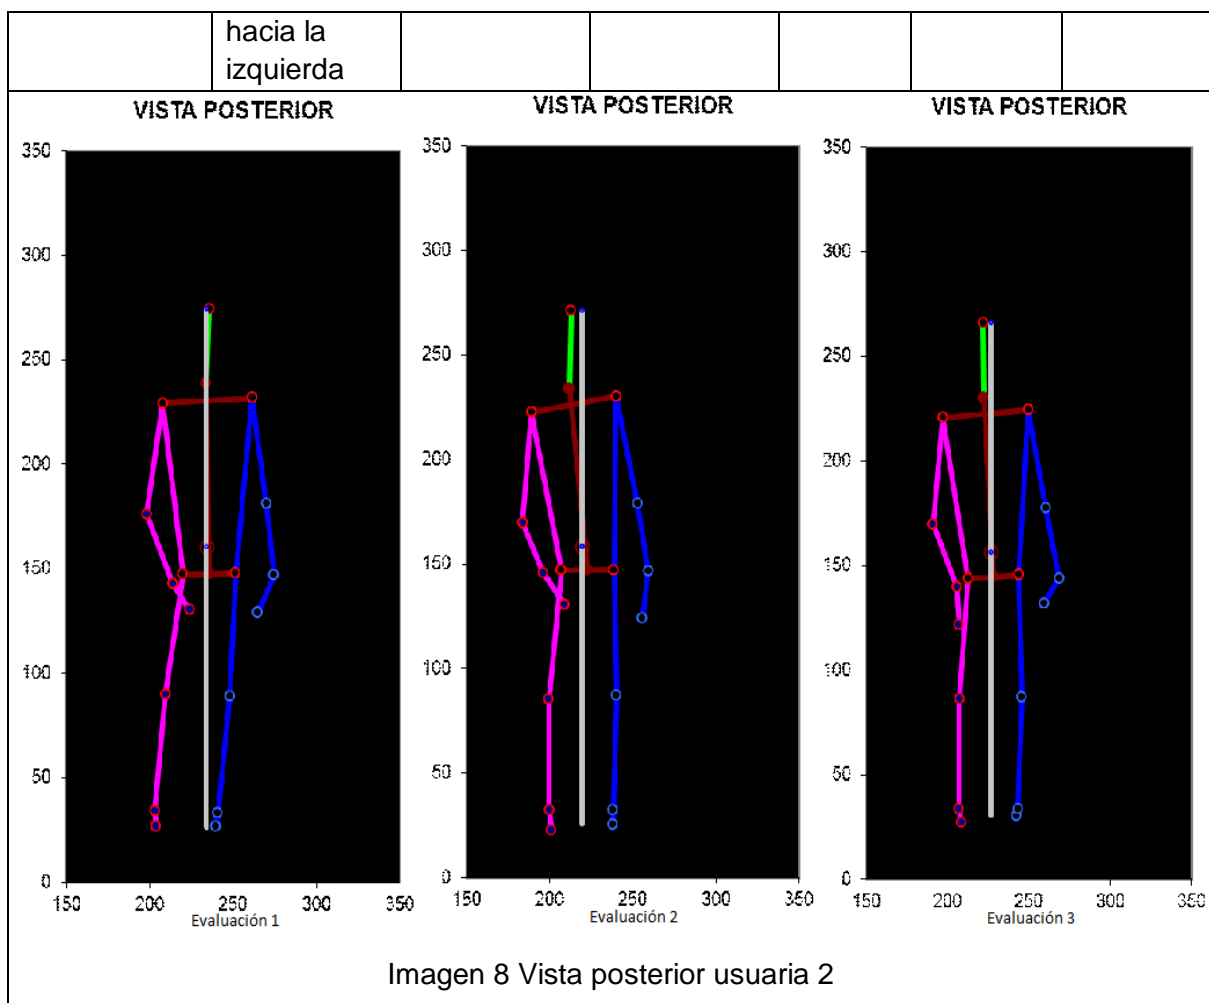 hacia la
izquierda
VISTA POSTERIOR
350
300
250
200
150
100
50
0
150 200 250 300 350
Evaluación 1
VISTA POSTERIOR
350
300
250
200
150
100
50
0
150 200 250 300 350
Evaluación 2
VISTA POSTERIOR
350
300
250
200
150
100
50
0
150 200 250 300 350
Evaluación 3
Imagen 8 Vista posterior usuaria 2